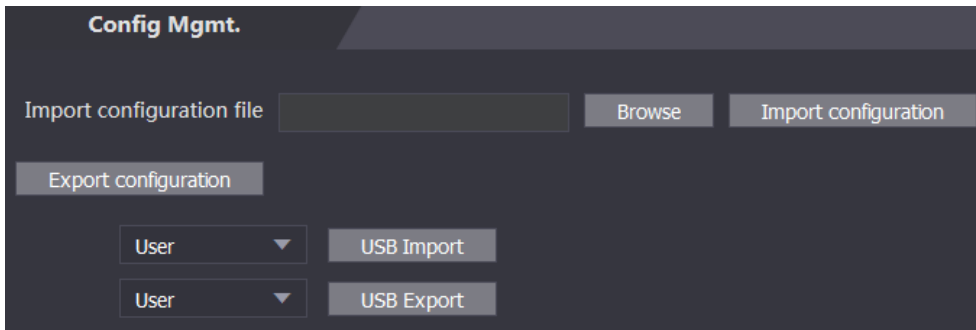 Config Mgmt.
Import configuration file Browse Import configuration
Export configuration
User USB Import
User USB Export